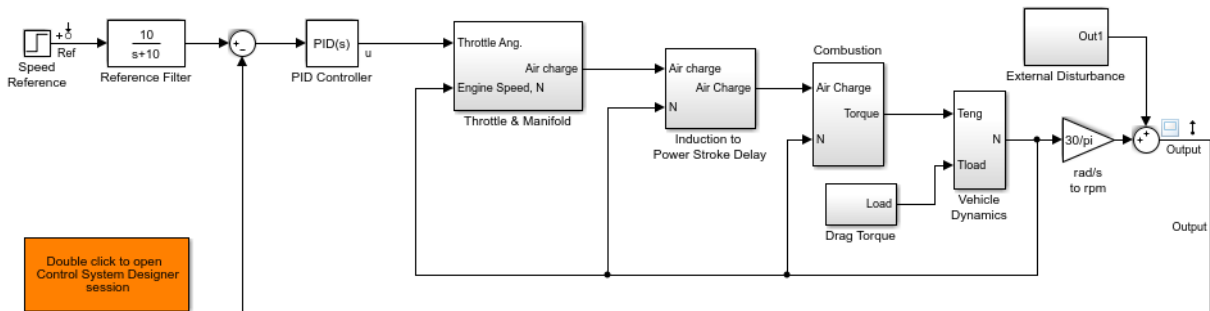 Speed
Reference
Ref
10
s+10
Reference Filter
+
-
PID(s)
u
PID Controller
Throttle Ang.
Air charge
Engine Speed, N
Throttle & Manifold
Air charge
Air Charge
N
Induction to
Power Stroke Delay
Combustion
Air Charge
Torque
N
Load
Drag Torque
Teng
N
Tload
Vehicle
Dynamics
30/pi
rad/s
to rpm
Out1
External Disturbance
+
+
Output
Output
Double click to open
Control System Designer
session